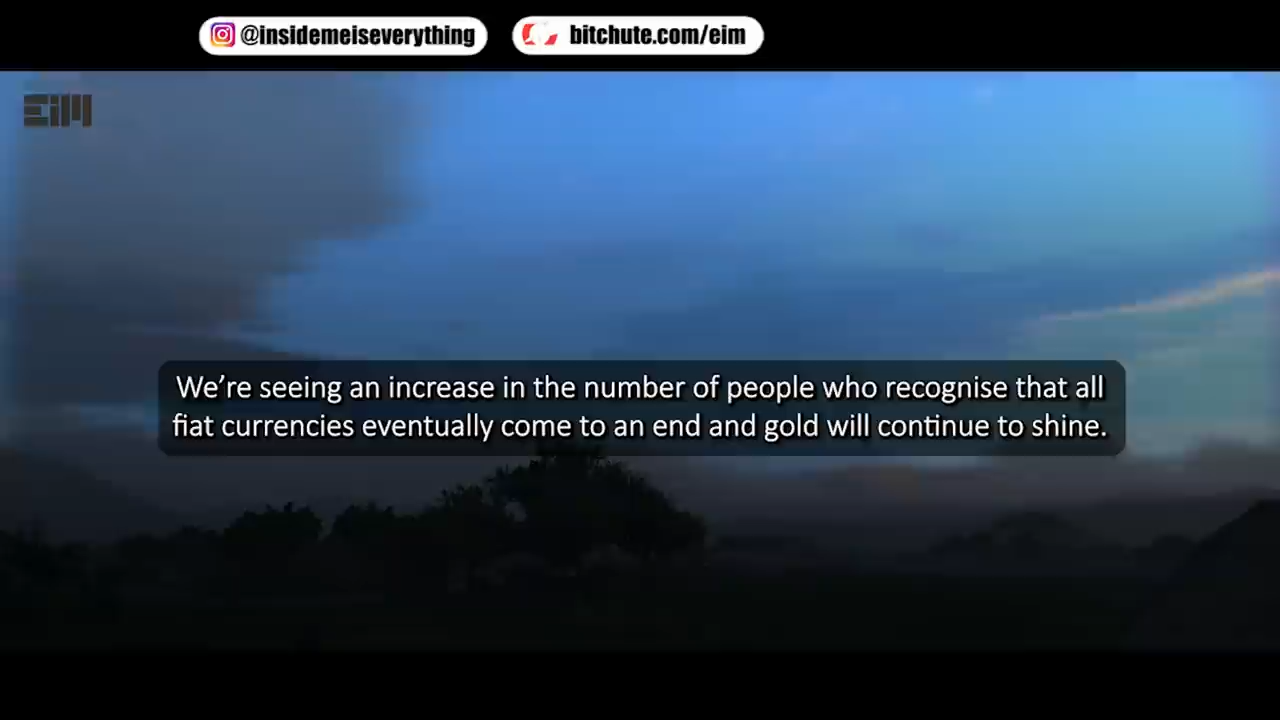 @insidemeiseverything
bitchute.com/eim
EiM
We're seeing an increase in the number of people who recognise that all
fiat currencies eventually come to an end and gold will continue to shine.